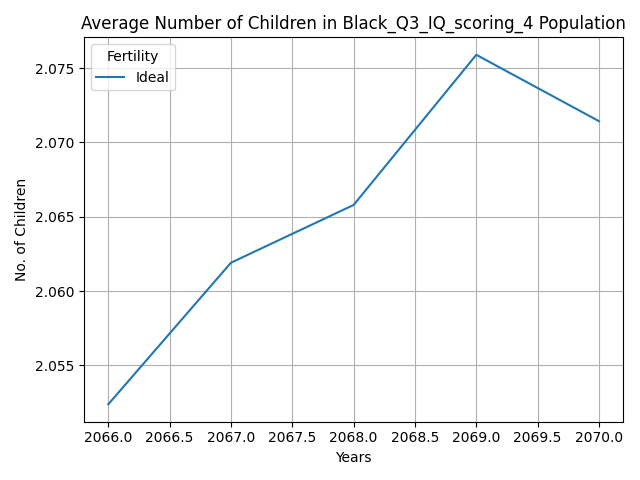 Average Number of Children in Black_Q3_IQ_scoring_4 Population
Fertility
Ideal
2.075
2.070
2.065
2.060
2.055
No. of Children
2066.0 2066.5 2067.0 2067.5 2068.0 2068.5 2069.0 2069.5 2070.0
Years